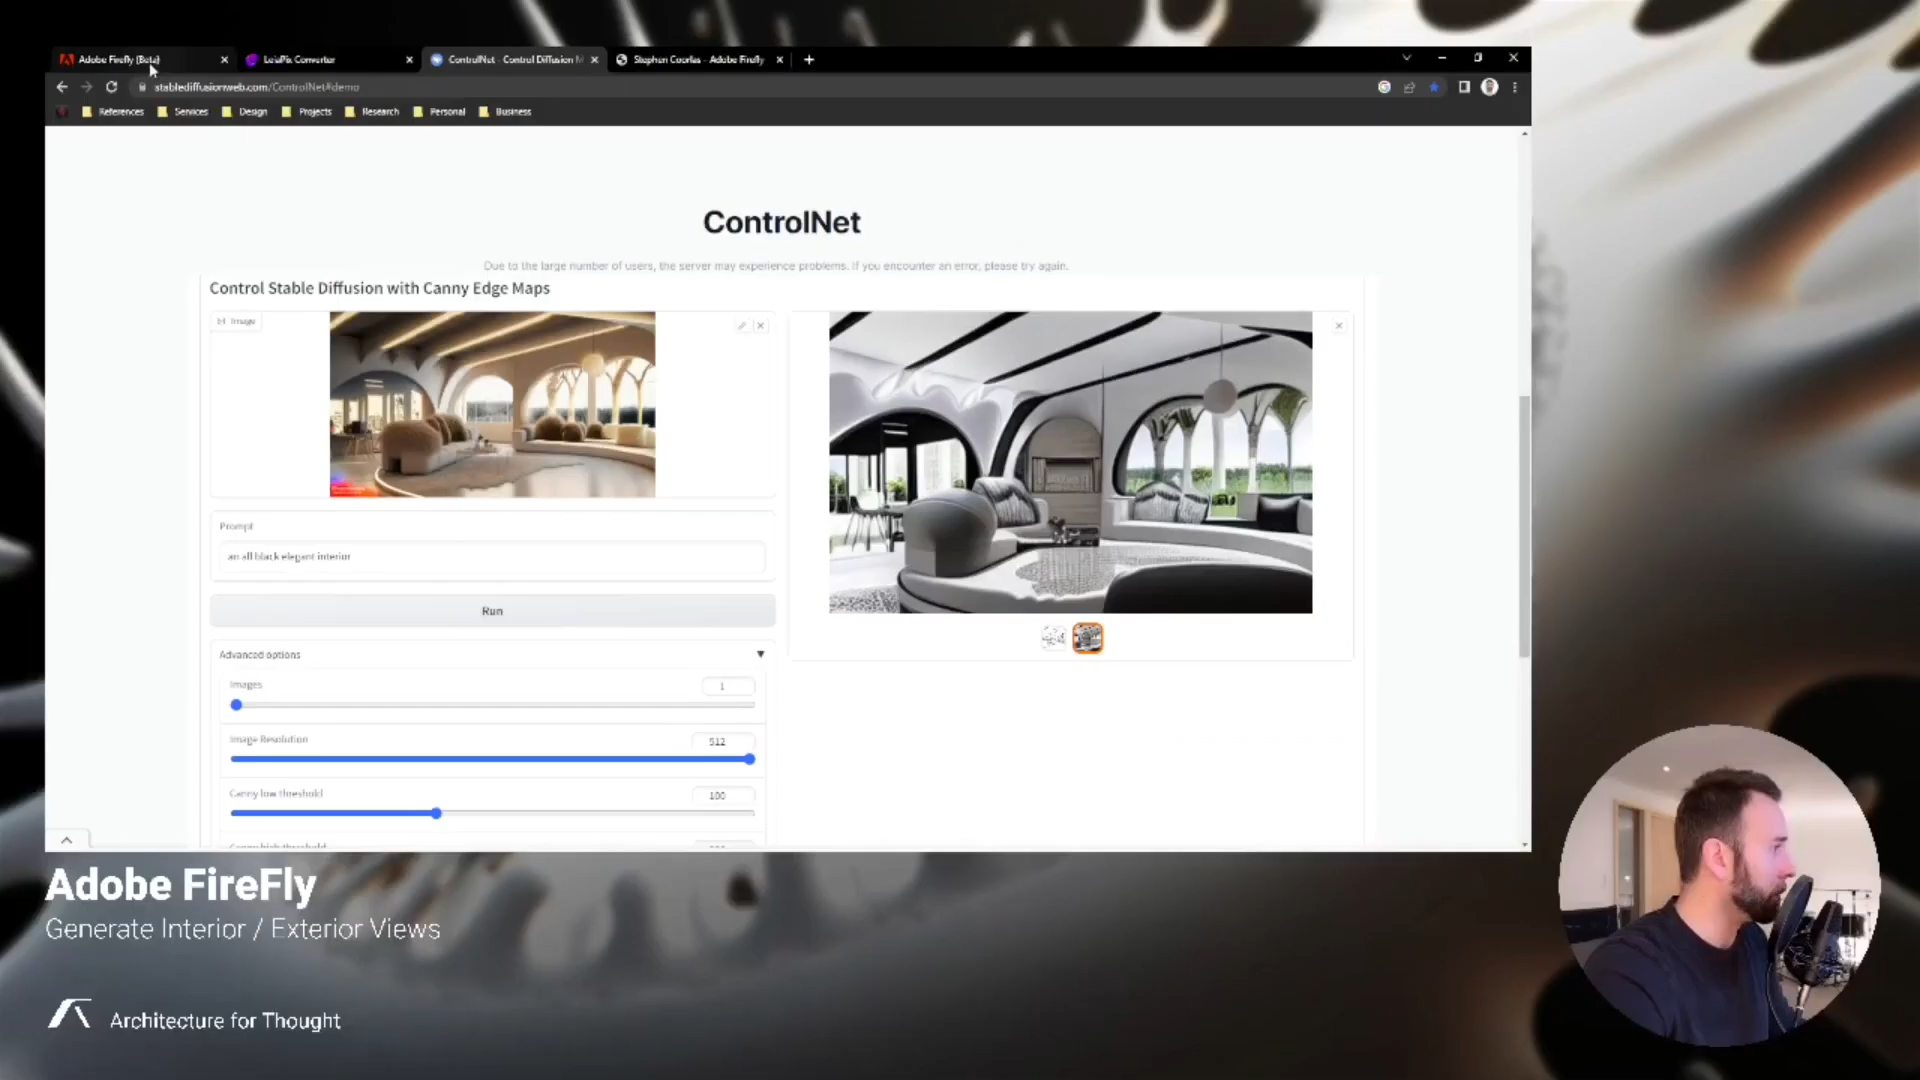 Adobe Firefly (Beta)
LeiaPix Converter
ControlNet - Control Diffusion M
Stephen Coorlas - Adobe Firefly
stablediffusionweb.com/ControlNet#demo
References
Services
Design
Projects
Research
Personal
Business
ControlNet
Due to the large number of users, the server may experience problems. If you encounter an error, please try again.
Control Stable Diffusion with Canny Edge Maps
Image
Prompt
an all black elegant interior
Run
Advanced options
Images
1
Image Resolution
512
Canny low threshold
100
Canny high threshold
Adobe FireFly
Generate Interior / Exterior Views
Architecture for Thought